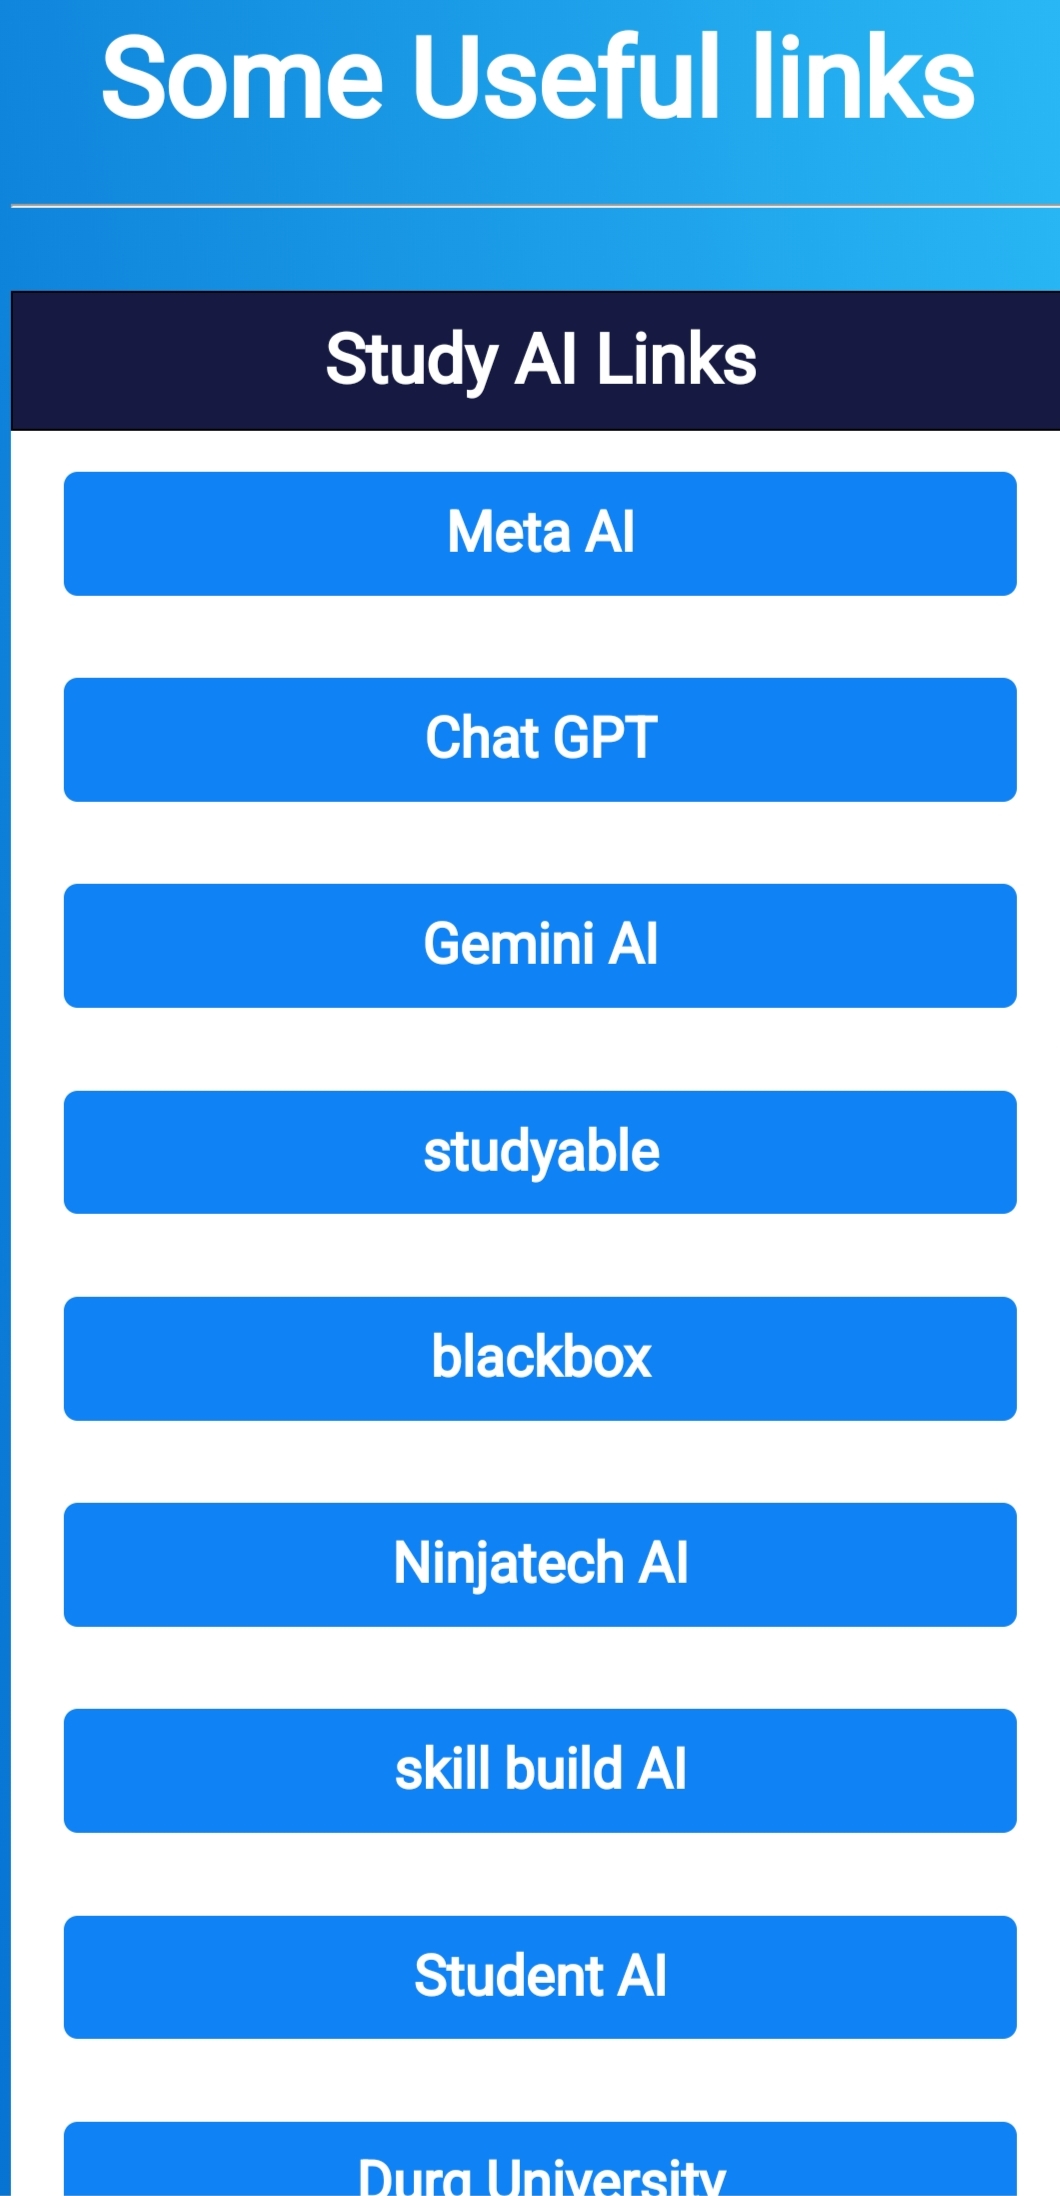 Some Useful links
Study AI Links
Meta AI
Chat GPT
Gemini AI
studyable
blackbox
Ninjatech AI
skill build AI
Student AI
Durg University